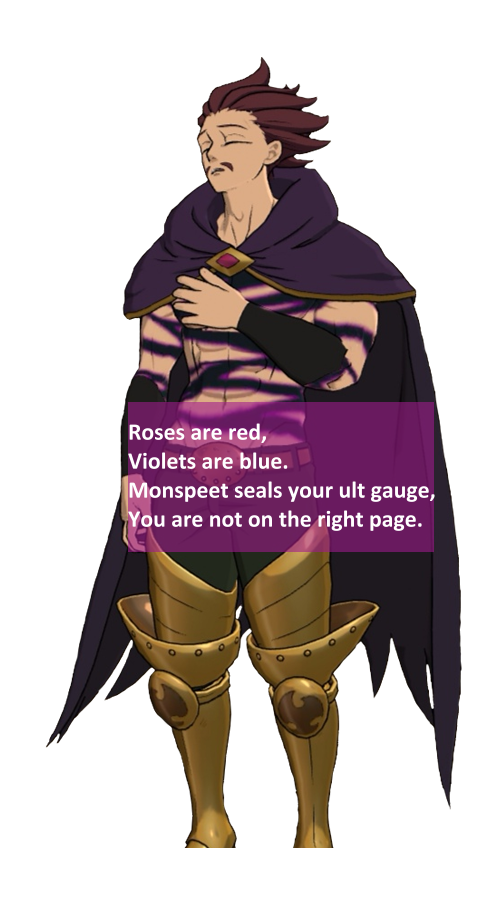 Roses are red,
Violets are blue.
Monspeet seals your ult gauge,
You are not on the right page.